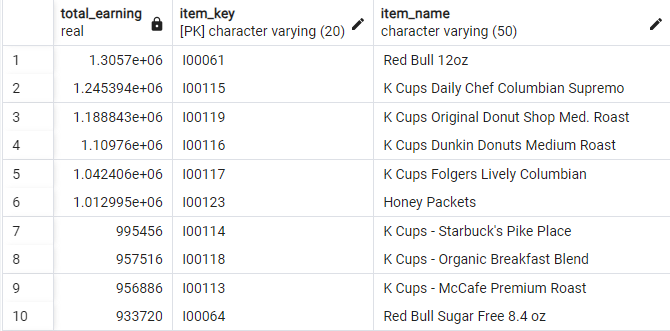 total_earning item_key item_name
real [PK] character varying (20) character varying (50)
1 1.3057e+06 I00061 Red Bull 12oz
2 1.245394e+06 I00115 K Cups Daily Chef Columbian Supremo
3 1.188843e+06 I00119 K Cups Original Donut Shop Med. Roast
4 1.10976e+06 I00116 K Cups Dunkin Donuts Medium Roast
5 1.042406e+06 I00117 K Cups Folgers Lively Columbian
6 1.012995e+06 I00123 Honey Packets
7 995456 I00114 K Cups - Starbuck's Pike Place
8 957516 I00118 K Cups - Organic Breakfast Blend
9 956886 I00113 K Cups - McCafe Premium Roast
10 933720 I00064 Red Bull Sugar Free 8.4 oz